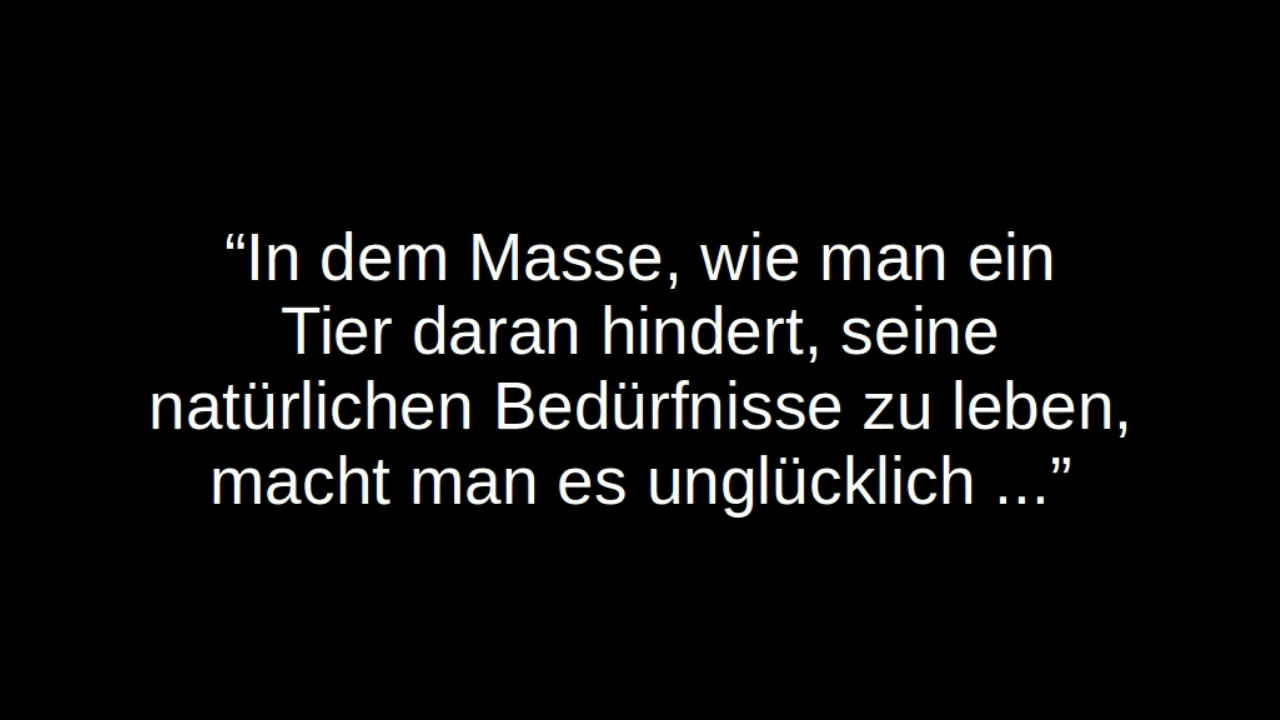 “In dem Masse, wie man ein
Tier daran hindert, seine
natürlichen Bedürfnisse zu leben,
macht man es unglücklich ...”